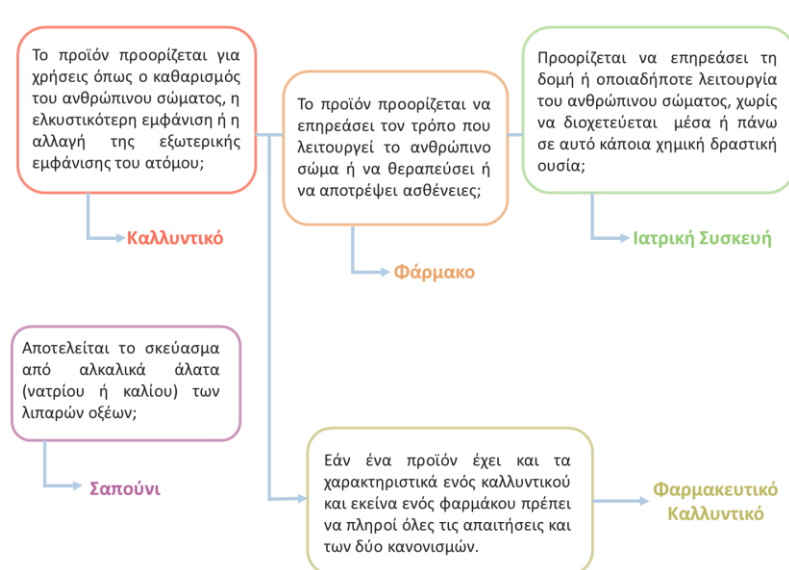 Το προϊόν προορίζεται για
χρήσεις όπως ο καθαρισμός
του ανθρώπινου σώματος, η
ελκυστικότερη εμφάνιση ή η
αλλαγή της εξωτερικής
εμφάνισης του ατόμου;
Καλλυντικό
Το προϊόν προορίζεται να
επηρεάσει τον τρόπο που
λειτουργεί το ανθρώπινο
σώμα ή να θεραπεύσει ή
να αποτρέψει ασθένειες;
Φάρμακο
Προορίζεται να επηρεάσει τη
δομή ή οποιαδήποτε λειτουργία
του ανθρώπινου σώματος, χωρίς
να διοχετεύεται μέσα ή πάνω
σε αυτό κάποια χημική δραστική
ουσία;
Ιατρική Συσκευή
Αποτελείται το σκεύασμα
από αλκαλικά άλατα
(νατρίου ή καλίου) των
λιπαρών οξέων;
Σαπούνι
Εάν ένα προϊόν έχει και τα
χαρακτηριστικά ενός καλλυντικού
και εκείνα ενός φαρμάκου πρέπει
να πληροί όλες τις απαιτήσεις και
των δύο κανονισμών.
Φαρμακευτικό
Καλλυντικό